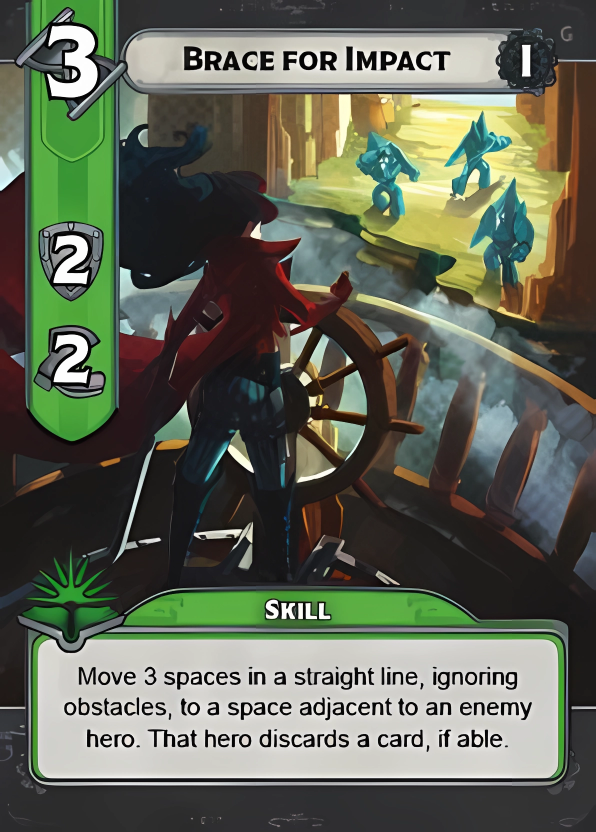 3
BRACE FOR IMPACT
I
G
2
2
SKILL
Move 3 spaces in a straight line, ignoring
obstacles, to a space adjacent to an enemy
hero. That hero discards a card, if able.